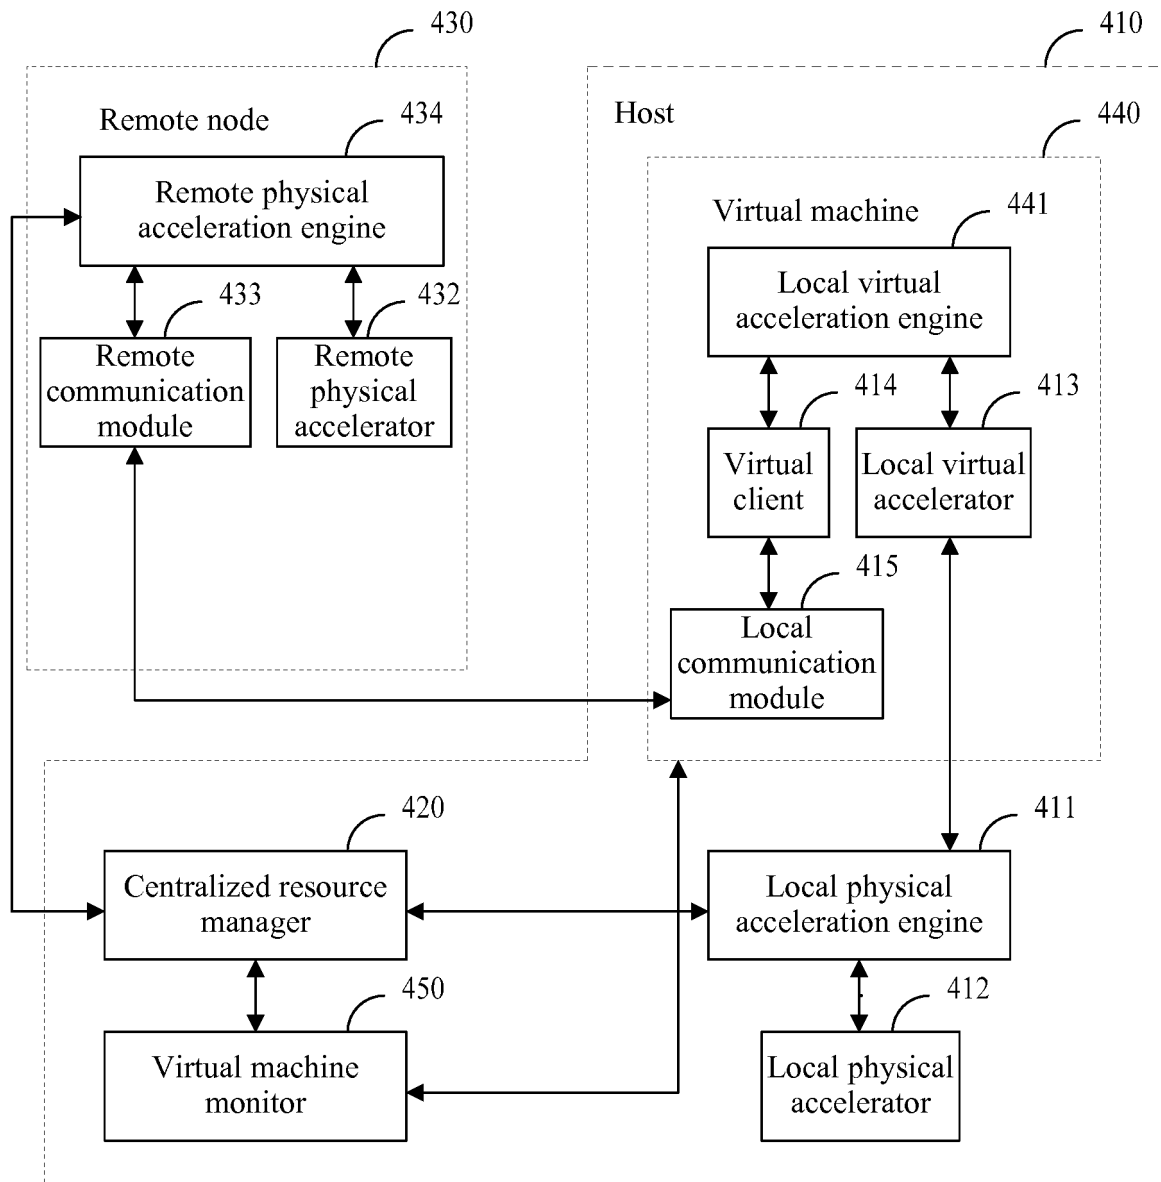 430
410
Remote node
434
Host
440
Remote physical
acceleration engine
Virtual machine
441
433
432
Local virtual
acceleration engine
Remote
communication
module
Remote
physical
accelerator
414
413
Virtual
client
Local virtual
accelerator
415
Local
communication
module
420
411
Centralized resource
manager
Local physical
acceleration engine
450
412
Virtual machine
monitor
Local physical
accelerator